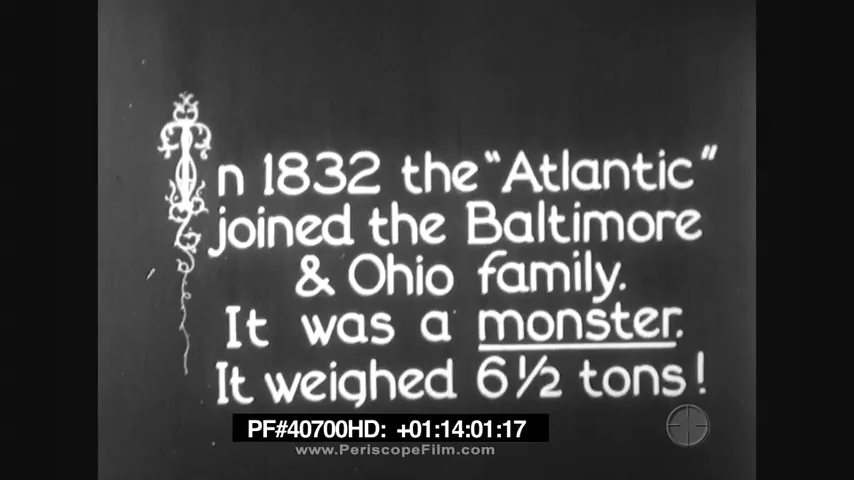 In 1832 the "Atlantic"
joined the Baltimore
& Ohio family.
It was a monster.
It weighed 6½ tons!
PF#40700HD: +01:14:01:17
www.PeriscopeFilm.com